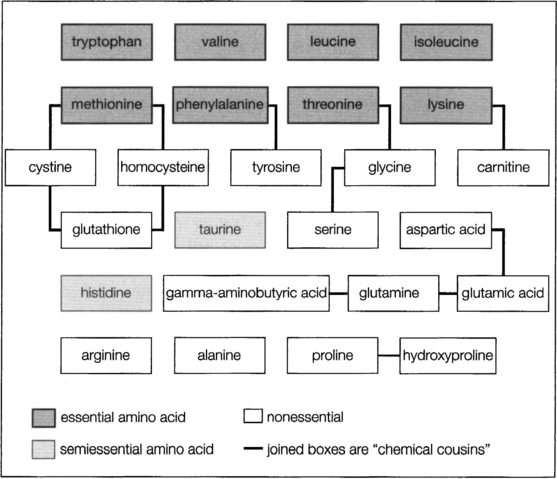 tryptophan valine leucine isoleucine
methionine phenylalanine threonine lysine
cystine homocysteine tyrosine glycine carnitine
glutathione taurine serine aspartic acid
histidine gamma-aminobutyric acid glutamine glutamic acid
arginine alanine proline hydroxyproline
essential amino acid nonessential
semiessential amino acid joined boxes are “chemical cousins”